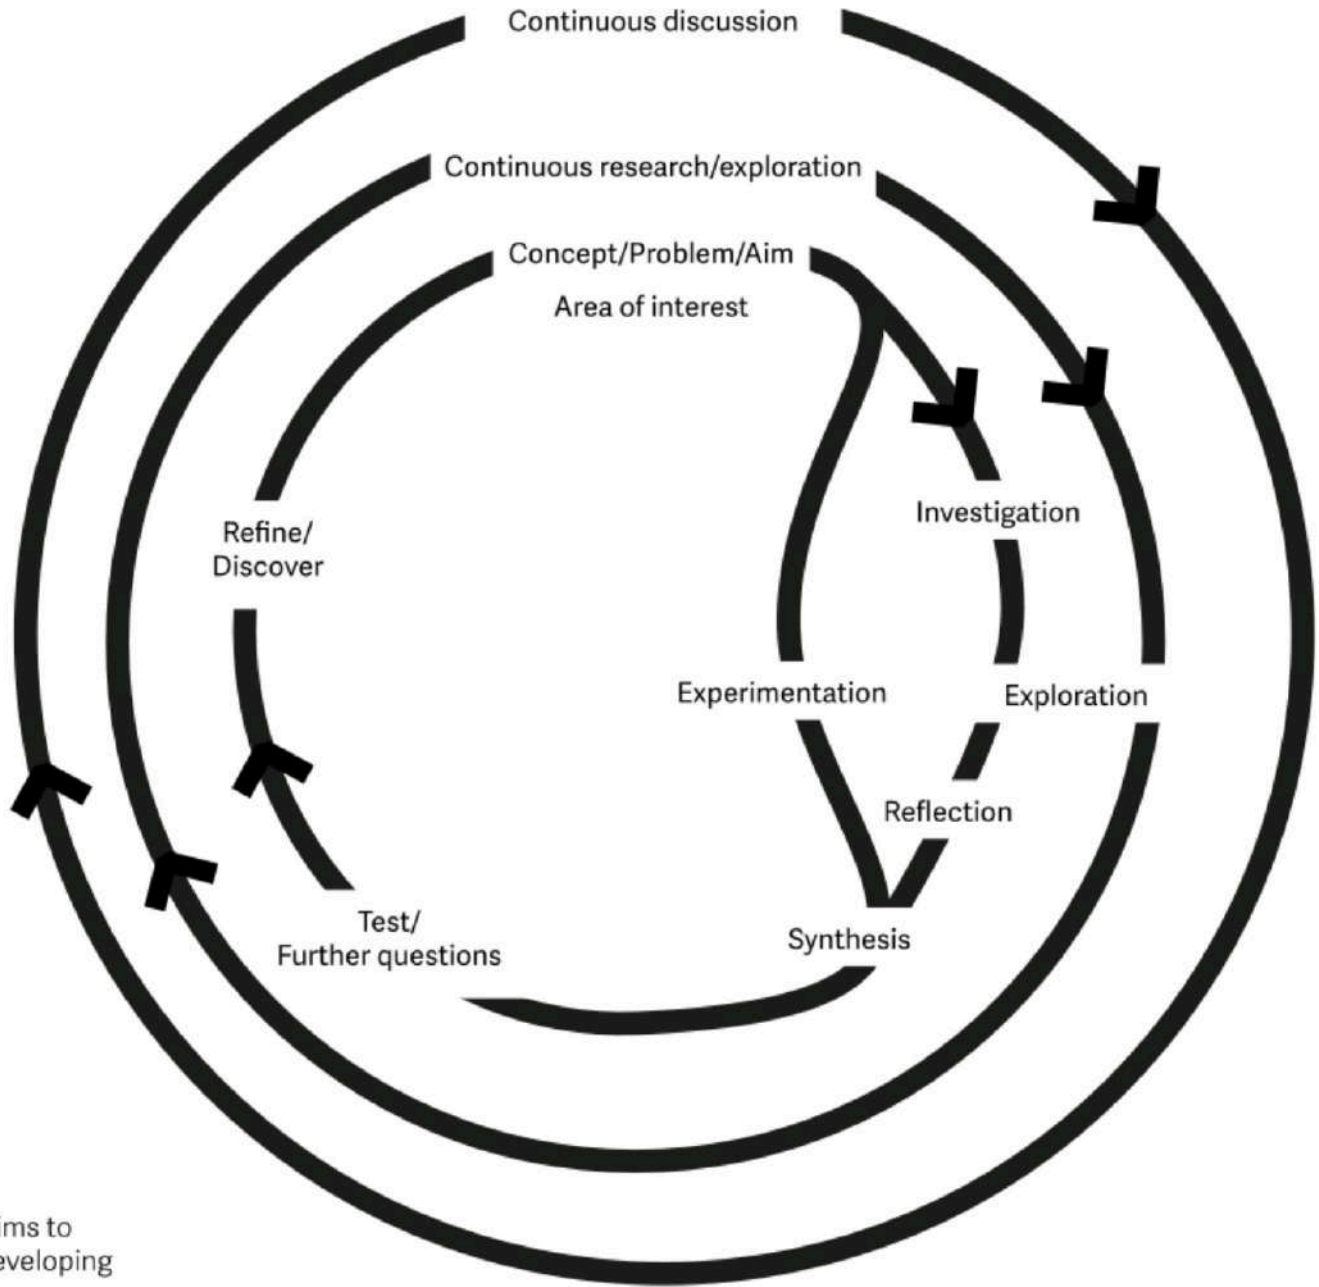 Continuous discussion
Continuous research/exploration
Concept/Problem/Aim
Area of interest
Investigation
Refine/
Discover
Experimentation
Exploration
Reflection
Test/
Further questions
Synthesis
ims to
eveloping